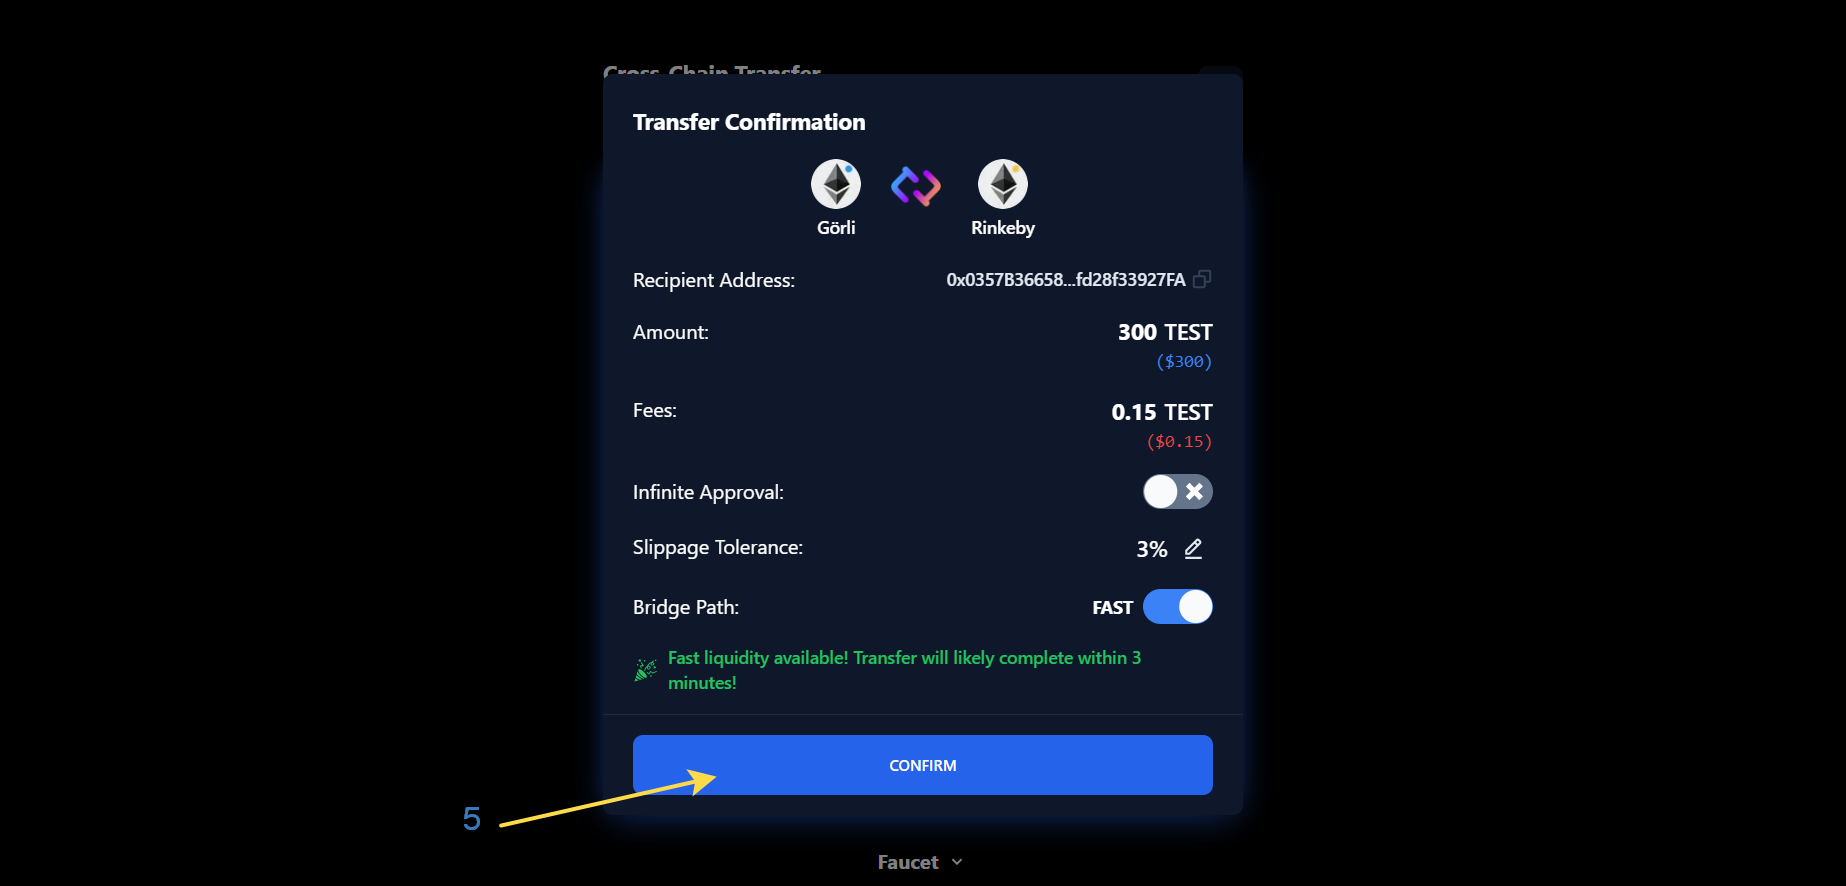 Cross-Chain Transfer
Transfer Confirmation
Görli
Rinkeby
Recipient Address: 0x0357B36658...fd28f33927FA
Amount: 300 TEST
($300)
Fees: 0.15 TEST
($0.15)
Infinite Approval:
Slippage Tolerance: 3%
Bridge Path: FAST
Fast liquidity available! Transfer will likely complete within 3
minutes!
CONFIRM
5
Faucet